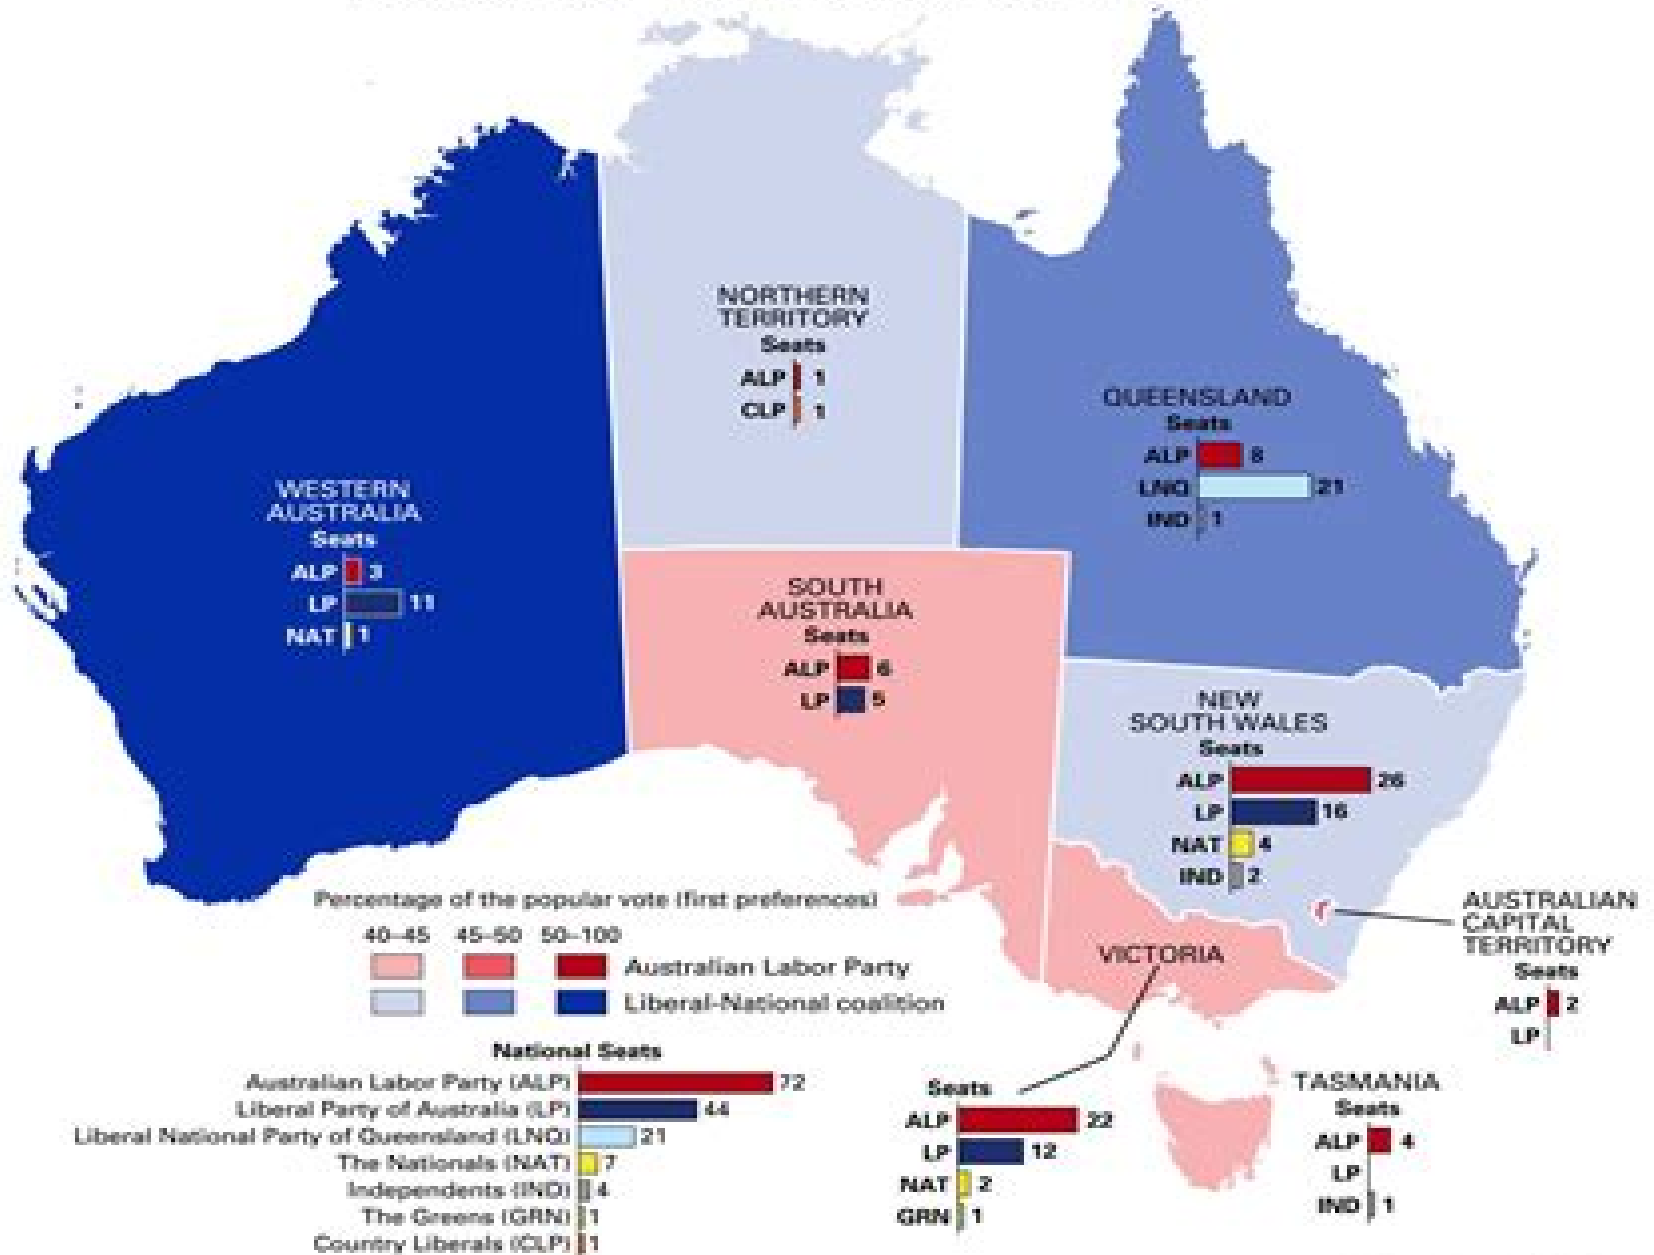 NORTHERN
TERRITORY
Seats
ALP 1
CLP 1
QUEENSLAND
Seats
ALP 8
LNQ 21
IND 1
WESTERN
AUSTRALIA
Seats
ALP 3
LP 11
NAT 1
SOUTH
AUSTRALIA
Seats
ALP 6
LP 5
NEW
SOUTH WALES
Seats
ALP 26
LP 16
NAT 4
IND 2
AUSTRALIAN
CAPITAL
TERRITORY
Seats
ALP 2
LP
VICTORIA
Seats
ALP 22
LP 12
NAT 2
GRN 1
TASMANIA
Seats
ALP 4
LP
IND 1
Percentage of the popular vote (first preferences)
40–45 45–50 50–100
Australian Labor Party
Liberal-National coalition
National Seats
Australian Labor Party (ALP) 72
Liberal Party of Australia (LP) 44
Liberal National Party of Queensland (LNQ) 21
The Nationals (NAT) 7
Independents (IND) 4
The Greens (GRN) 1
Country Liberals (CLP) 1